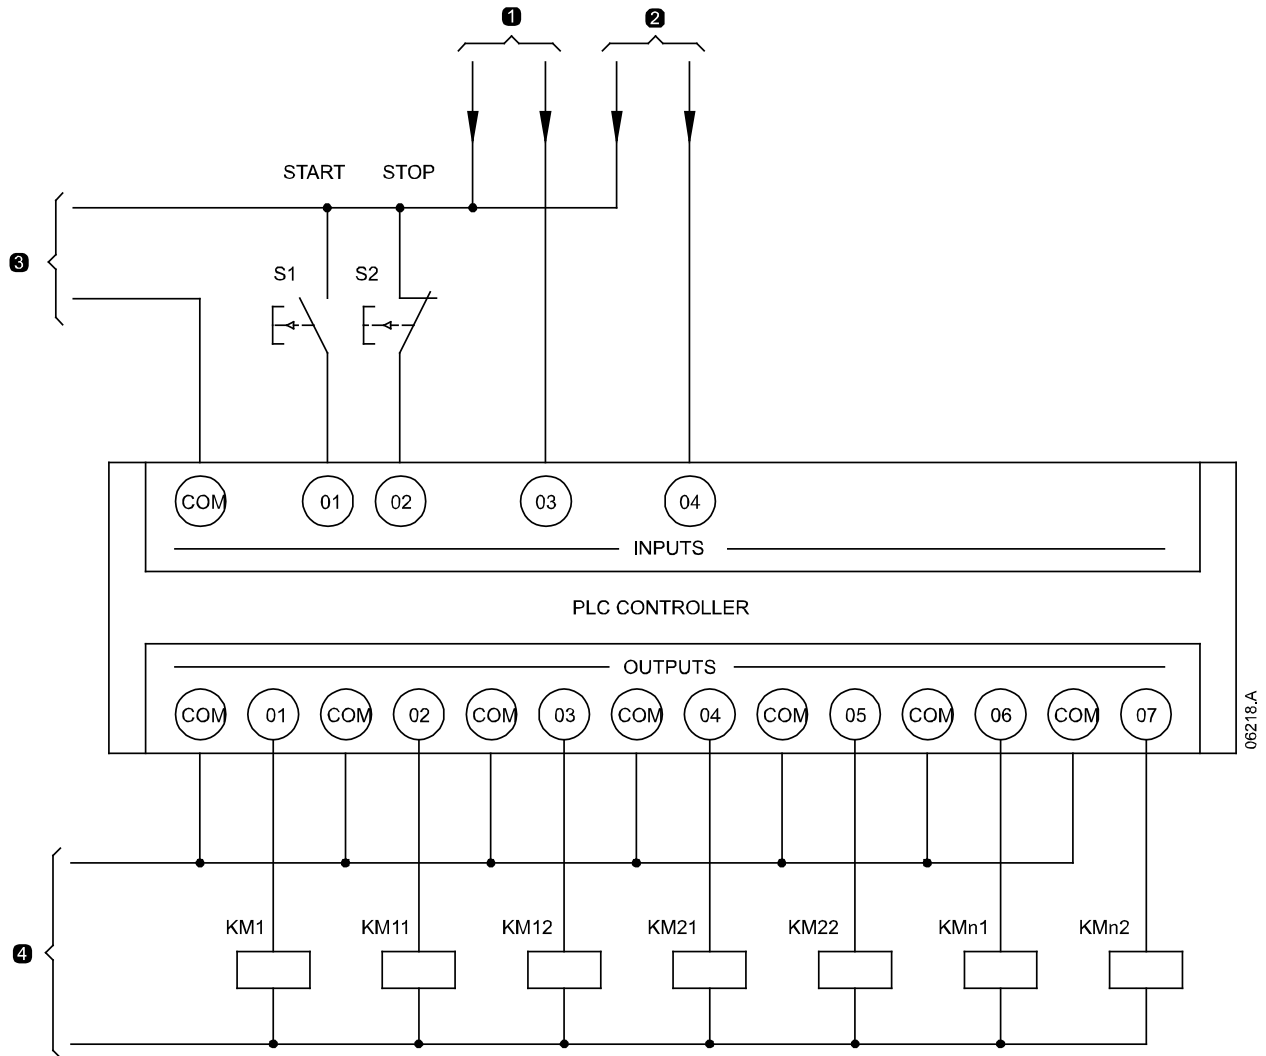 1 2
START STOP
3
S1 S2
COM 01 02 03 04
INPUTS
PLC CONTROLLER
OUTPUTS
COM 01 COM 02 COM 03 COM 04 COM 05 COM 06 COM 07
06218.A
KM1 KM11 KM12 KM21 KM22 KMn1 KMn2
4